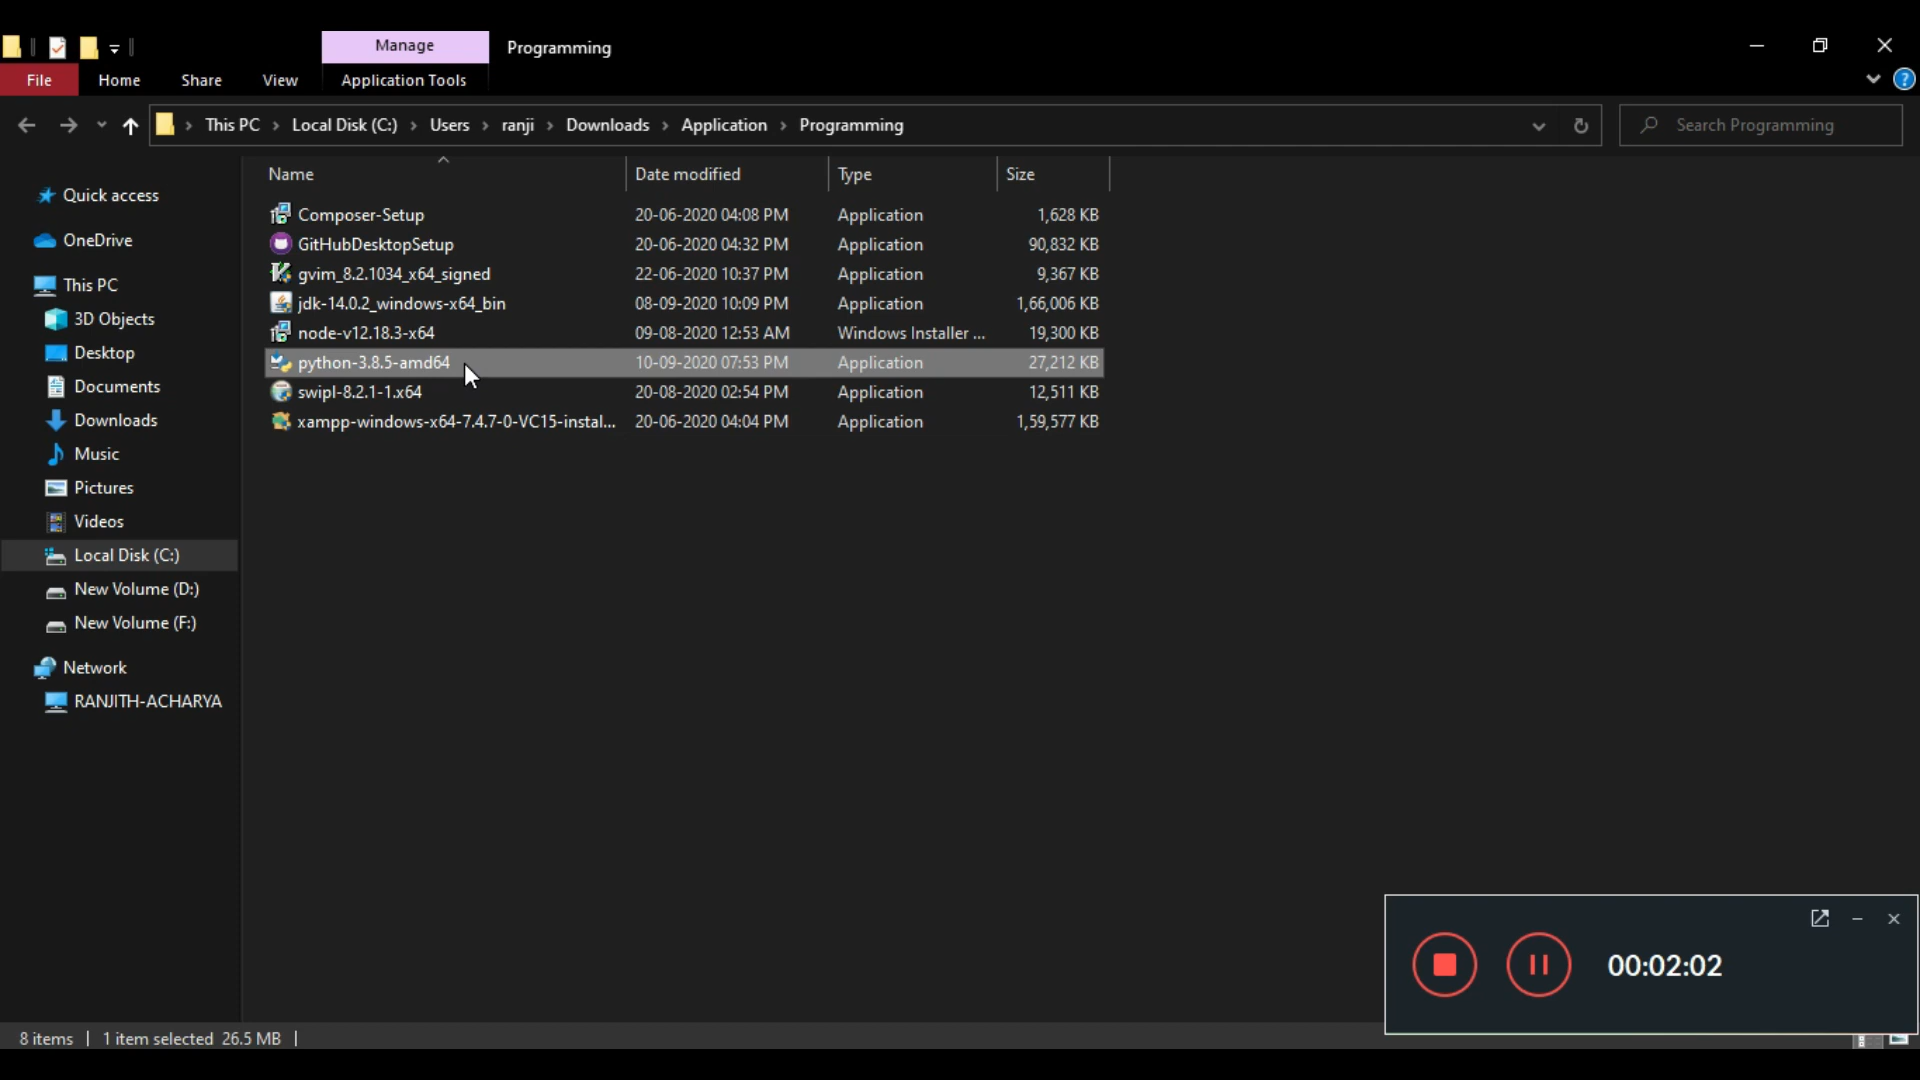 Manage
Programming
File
Home
Share
View
Application Tools
This PC > Local Disk (C:) > Users > ranji > Downloads > Application > Programming
Search Programming
Name
Date modified
Type
Size
Composer-Setup 20-06-2020 04:08 PM Application 1,628 KB
GitHubDesktopSetup 20-06-2020 04:32 PM Application 90,832 KB
gvim_8.2.1034_x64_signed 22-06-2020 10:37 PM Application 9,367 KB
jdk-14.0.2_windows-x64_bin 08-09-2020 10:09 PM Application 1,66,006 KB
node-v12.18.3-x64 09-08-2020 12:53 AM Windows Installer ... 19,300 KB
python-3.8.5-amd64 10-09-2020 07:53 PM Application 27,212 KB
swipl-8.2.1-1.x64 20-08-2020 02:54 PM Application 12,511 KB
xampp-windows-x64-7.4.7-0-VC15-instal... 20-06-2020 04:04 PM Application 1,59,577 KB
Quick access
OneDrive
This PC
3D Objects
Desktop
Documents
Downloads
Music
Pictures
Videos
Local Disk (C:)
New Volume (D:)
New Volume (F:)
Network
RANJITH-ACHARYA
00:02:02
8 items | 1 item selected 26.5 MB |